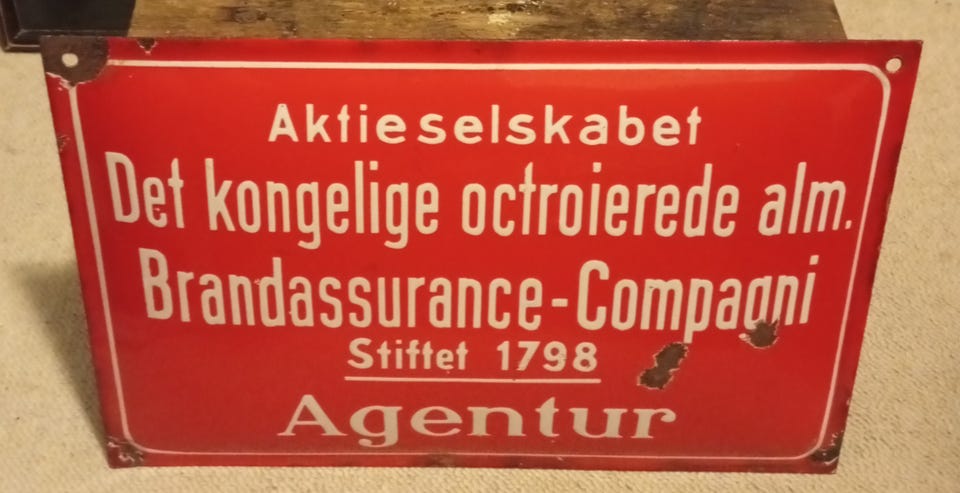 Aktieselskabet
Det kongelige octroierede alm.
Brandassurance-Compagni
Stiftet 1798
Agentur